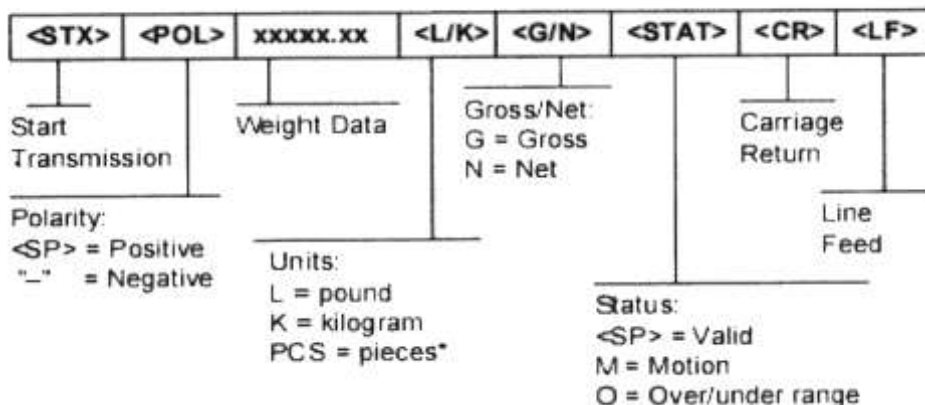 <STX> <POL> xxxxx.xx <L/K> <G/N> <STAT> <CR> <LF>
Start
Transmission
Polarity:
<SP> = Positive
"–" = Negative
Weight Data
Units:
L = pound
K = kilogram
PCS = pieces*
Gross/Net:
G = Gross
N = Net
Status:
<SP> = Valid
M = Motion
O = Over/under range
Carriage
Return
Line
Feed